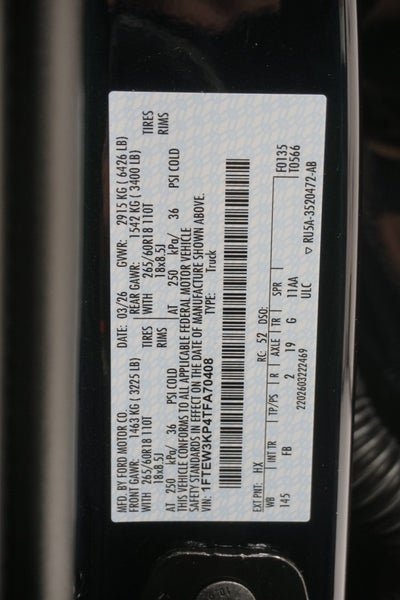 MFD. BY FORD MOTOR CO. DATE: 03/26 GVWR: 2915 KG ( 6426 LB)
FRONT GAWR: 1463 KG ( 3225 LB) REAR GAWR: 1542 KG ( 3400 LB)
WITH 265/60R18 110T TIRES WITH 265/60R18 110T TIRES
18x8.5J RIMS 18x8.5J RIMS
AT 250 kPa/ 36 PSI COLD AT 250 kPa/ 36 PSI COLD
THIS VEHICLE CONFORMS TO ALL APPLICABLE FEDERAL MOTOR VEHICLE
SAFETY STANDARDS IN EFFECT ON THE DATE OF MANUFACTURE SHOWN ABOVE.
VIN: 1FTEW3KP4TFA70408 TYPE: Truck
F0135
T0566
EXT PNT: HX RC: 52 DSO:
WB INT TR TP/PS R AXLE TR SPR
145 FB 2 19 G 11AA
ULC
2202603222469
▽ RU5A-3520472-AB